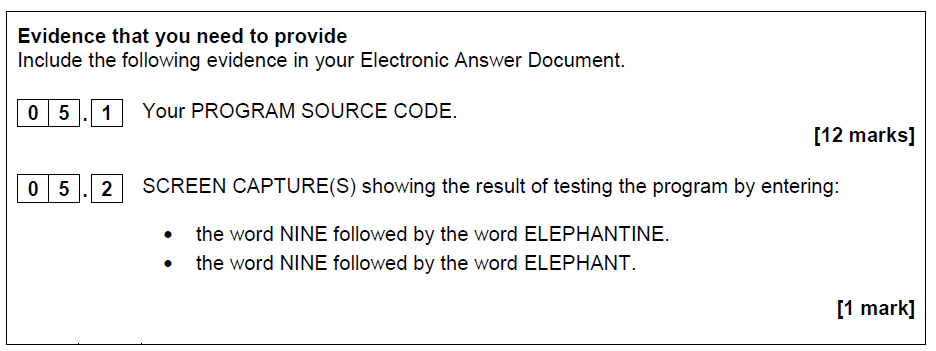 Evidence that you need to provide
Include the following evidence in your Electronic Answer Document.
0 5 . 1 Your PROGRAM SOURCE CODE.
[12 marks]
0 5 . 2 SCREEN CAPTURE(S) showing the result of testing the program by entering:
• the word NINE followed by the word ELEPHANTINE.
• the word NINE followed by the word ELEPHANT.
[1 mark]